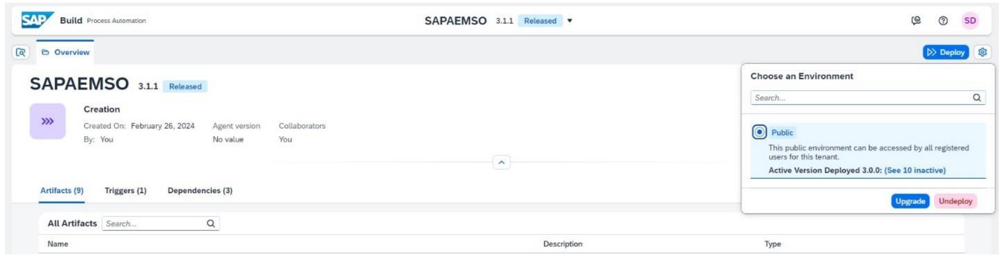 SAP Build Process Automation SAPAEMSO 3.1.1 Released SD
Overview Deploy
SAPAEMSO 3.1.1 Released
Creation
Created On: February 26, 2024 Agent version Collaborators
By: You No value You
Choose an Environment
Search...
Public
This public environment can be accessed by all registered
users for this tenant.
Active Version Deployed 3.0.0: (See 10 inactive)
Upgrade Undeploy
Artifacts (9) Triggers (1) Dependencies (3)
All Artifacts Search...
Name Description Type